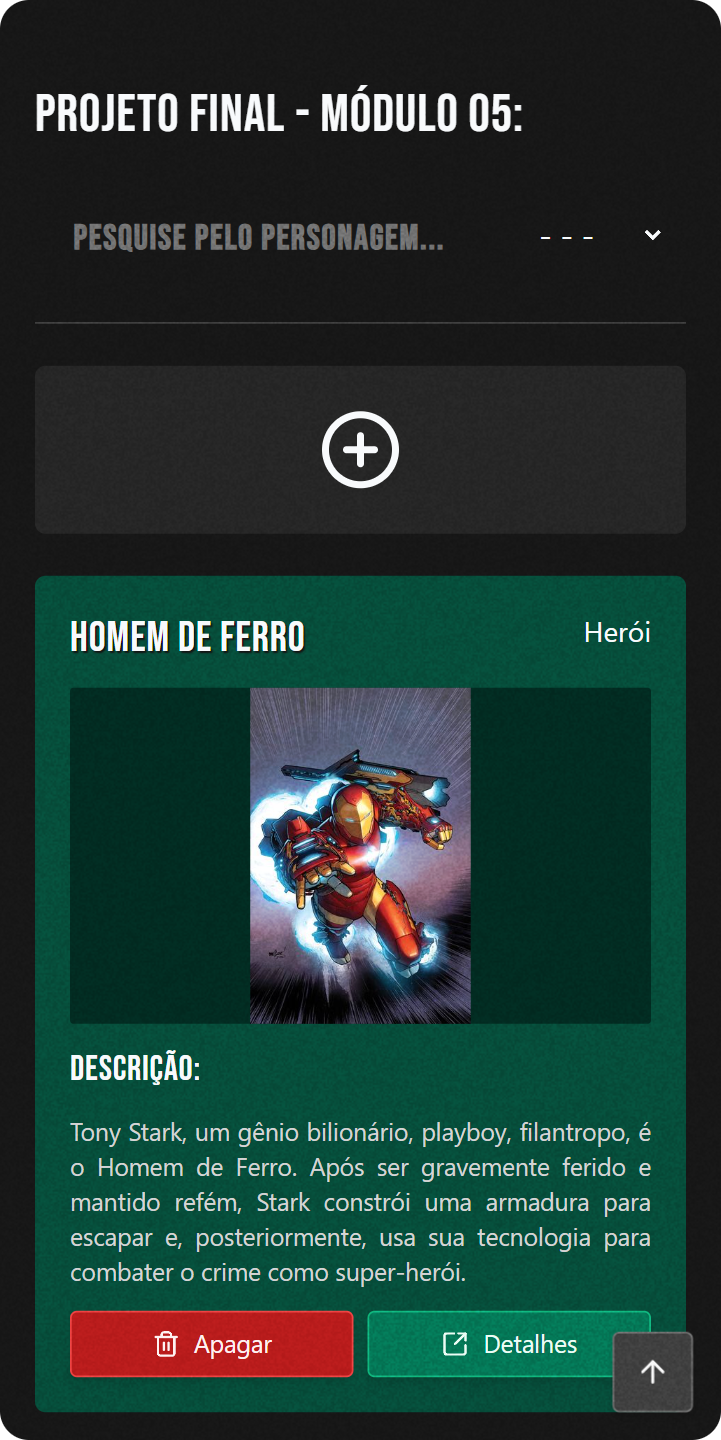 PROJETO FINAL - MÓDULO 05:
PESQUISE PELO PERSONAGEM... - - -
HOMEM DE FERRO
Herói
DESCRIÇÃO:
Tony Stark, um gênio bilionário, playboy, filantropo, é
o Homem de Ferro. Após ser gravemente ferido e
mantido refém, Stark constrói uma armadura para
escapar e, posteriormente, usa sua tecnologia para
combater o crime como super-herói.
Apagar
Detalhes